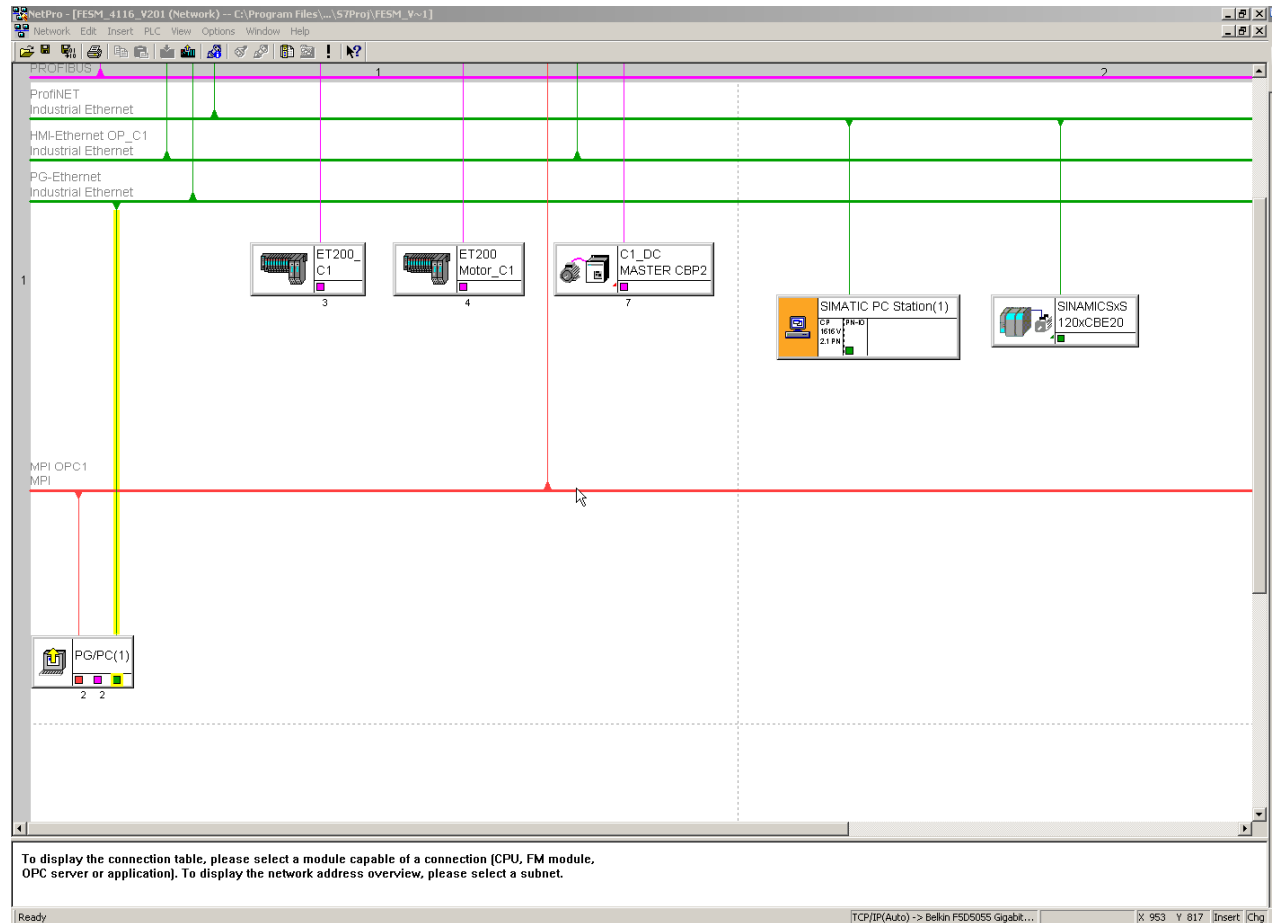 NetPro - [FESM_4116_V201 (Network) -- C:\Program Files\...\S7Proj\FESM_V~1]
Network Edit Insert PLC View Options Window Help
PROFIBUS
1
2
ProfiNET
Industrial Ethernet
HMI-Ethernet OP_C1
Industrial Ethernet
PG-Ethernet
Industrial Ethernet
1
ET200_
C1
3
ET200
Motor_C1
4
C1_DC
MASTER CBP2
7
SIMATIC PC Station(1)
CP
1616 V
2.1 PN
PN-IO
SINAMICSxS
120xCBE20
MPI OPC1
MPI
PG/PC(1)
2 2
To display the connection table, please select a module capable of a connection (CPU, FM module,
OPC server or application). To display the network address overview, please select a subnet.
Ready
TCP/IP(Auto) -> Belkin F5D5055 Gigabit...
X 953 Y 817
Insert
Chg